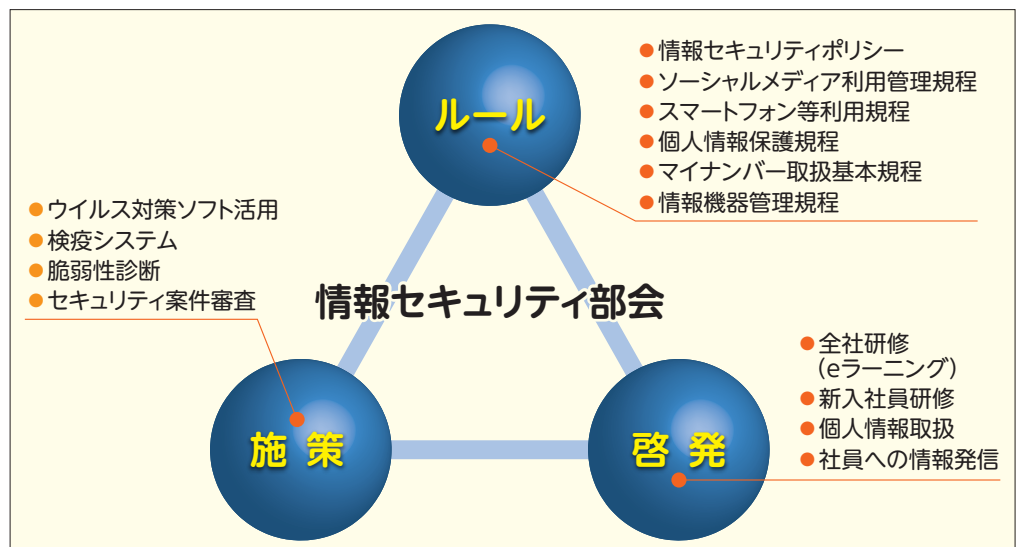 ルール
● 情報セキュリティポリシー
● ソーシャルメディア利用管理規程
● スマートフォン等利用規程
● 個人情報保護規程
● マイナンバー取扱基本規程
● 情報機器管理規程
● ウイルス対策ソフト活用
● 検疫システム
● 脆弱性診断
● セキュリティ案件審査
情報セキュリティ部会
施策
啓発
● 全社研修
（eラーニング）
● 新入社員研修
● 個人情報取扱
● 社員への情報発信